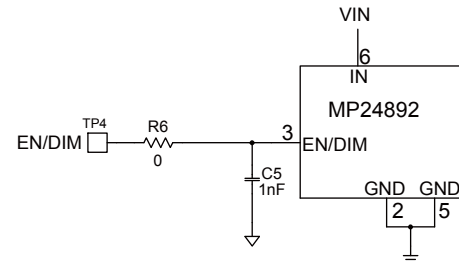 VIN
6
IN
MP24892
EN/DIM
TP4
R6
0
3
EN/DIM
C5
1nF
GND GND
2 5